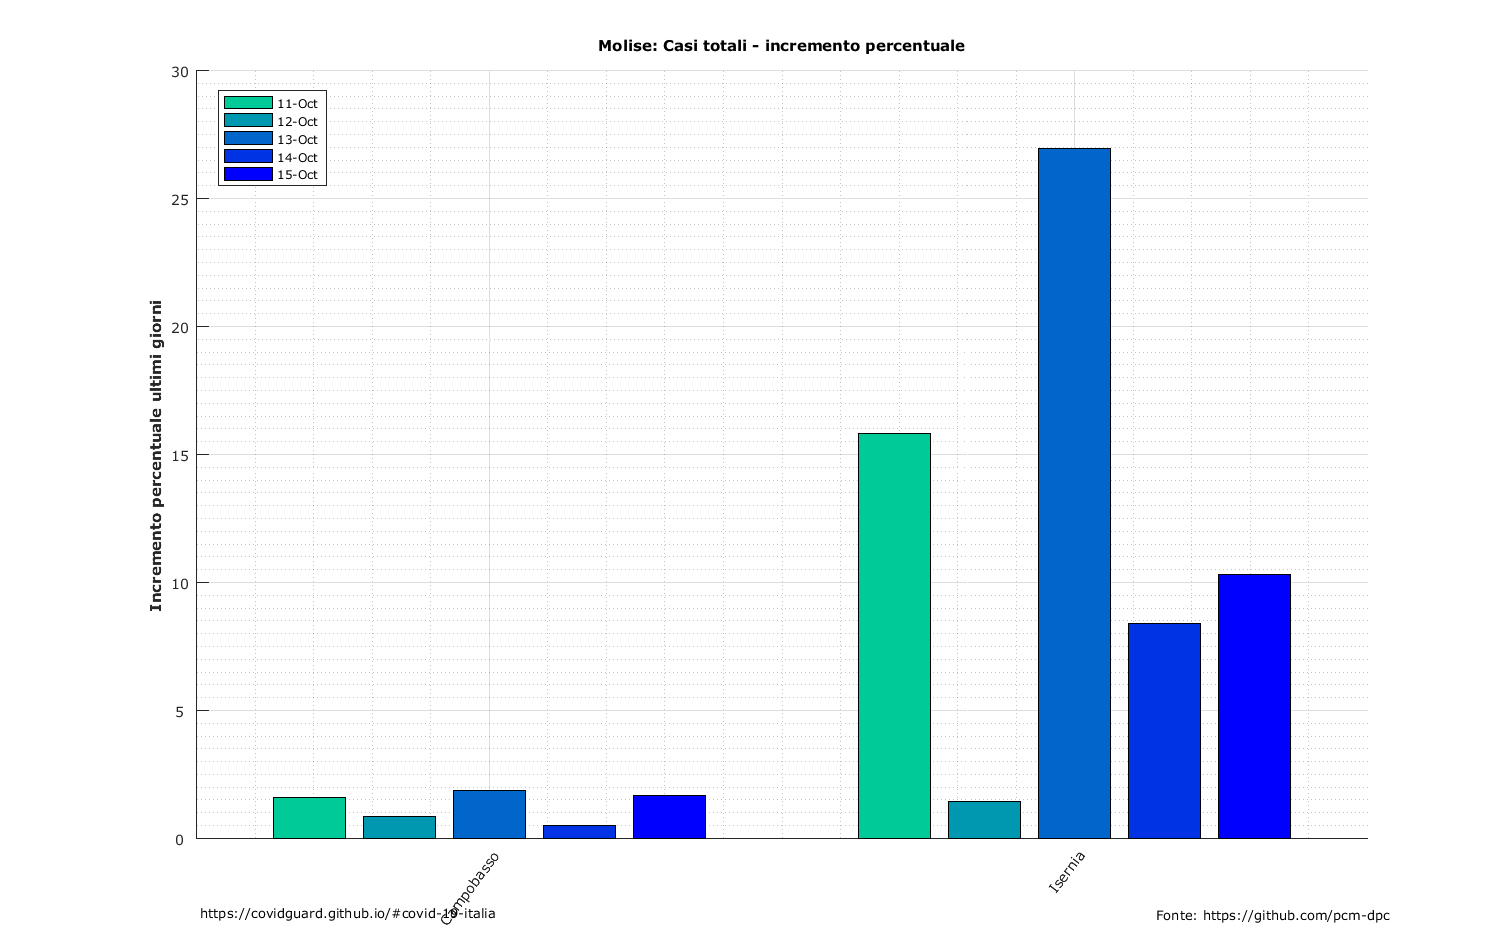 Molise: Casi totali - incremento percentuale
30
25
20
15
10
5
0
Incremento percentuale ultimi giorni
11-Oct
12-Oct
13-Oct
14-Oct
15-Oct
Campobasso
Isernia
https://covidguard.github.io/#covid-19-italia
Fonte: https://github.com/pcm-dpc